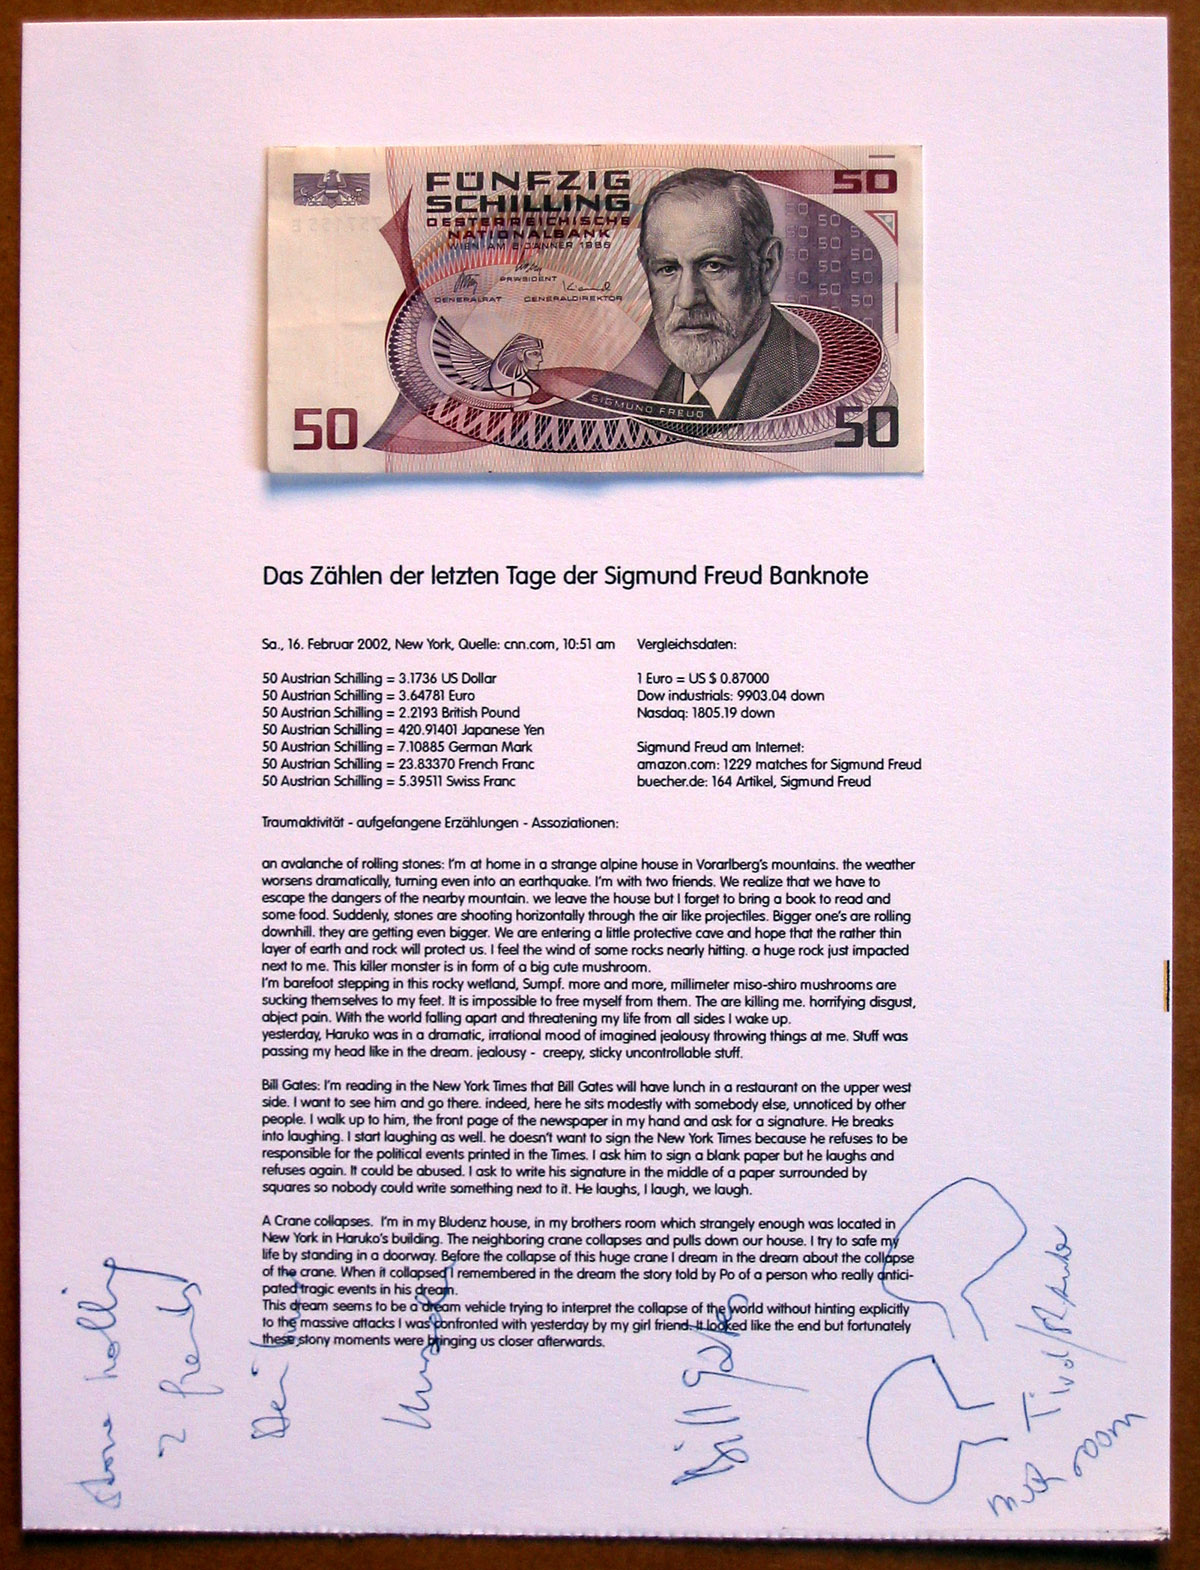 FÜNFZIG
SCHILLING
OESTERREICHISCHE
NATIONALBANK
WIEN AM 2. JÄNNER 1986
PRÄSIDENT
GENERALRAT GENERALDIREKTOR
50
50 50
50 50 50
50 50
50 50 50
50 50
SIGMUND FREUD
50
50
Das Zählen der letzten Tage der Sigmund Freud Banknote
Sa., 16. Februar 2002, New York, Quelle: cnn.com, 10:51 am
50 Austrian Schilling = 3.1736 US Dollar
50 Austrian Schilling = 3.64781 Euro
50 Austrian Schilling = 2.2193 British Pound
50 Austrian Schilling = 420.91401 Japanese Yen
50 Austrian Schilling = 7.10885 German Mark
50 Austrian Schilling = 23.83370 French Franc
50 Austrian Schilling = 5.39511 Swiss Franc
Vergleichsdaten:
1 Euro = US $ 0.87000
Dow industrials: 9903.04 down
Nasdaq: 1805.19 down
Sigmund Freud am Internet:
amazon.com: 1229 matches for Sigmund Freud
buecher.de: 164 Artikel, Sigmund Freud
Traumaktivität - aufgefangene Erzählungen - Assoziationen:
an avalanche of rolling stones: I'm at home in a strange alpine house in Vorarlberg's mountains. the weather
worsens dramatically, turning even into an earthquake. I'm with two friends. We realize that we have to
escape the dangers of the nearby mountain. we leave the house but I forget to bring a book to read and
some food. Suddenly, stones are shooting horizontally through the air like projectiles. Bigger one's are rolling
downhill. they are getting even bigger. We are entering a little protective cave and hope that the rather thin
layer of earth and rock will protect us. I feel the wind of some rocks nearly hitting. a huge rock just impacted
next to me. This killer monster is in form of a big cute mushroom.
I'm barefoot stepping in this rocky wetland, Sumpf. more and more, millimeter miso-shiro mushrooms are
sucking themselves to my feet. It is impossible to free myself from them. The are killing me. horrifying disgust,
abject pain. With the world falling apart and threatening my life from all sides I wake up.
yesterday, Haruko was in a dramatic, irrational mood of imagined jealousy throwing things at me. Stuff was
passing my head like in the dream. jealousy -  creepy, sticky uncontrollable stuff.
Bill Gates: I'm reading in the New York Times that Bill Gates will have lunch in a restaurant on the upper west
side. I want to see him and go there. indeed, here he sits modestly with somebody else, unnoticed by other
people. I walk up to him, the front page of the newspaper in my hand and ask for a signature. He breaks
into laughing. I start laughing as well. he doesn't want to sign the New York Times because he refuses to be
responsible for the political events printed in the Times. I ask him to sign a blank paper but he laughs and
refuses again. It could be abused. I ask to write his signature in the middle of a paper surrounded by
squares so nobody could write something next to it. He laughs, I laugh, we laugh.
A Crane collapses.  I'm in my Bludenz house, in my brothers room which strangely enough was located in
New York in Haruko's building. The neighboring crane collapses and pulls down our house. I try to safe my
life by standing in a doorway. Before the collapse of this huge crane I dream in the dream about the collapse
of the crane. When it collapsed I remembered in the dream the story told by Po of a person who really antici-
pated tragic events in his dream.
This dream seems to be a dream vehicle trying to interpret the collapse of the world without hinting explicitly
to the massive attacks I was confronted with yesterday by my girl friend. It looked like the end but fortunately
these stony moments were bringing us closer afterwards.
Bill Gates
room